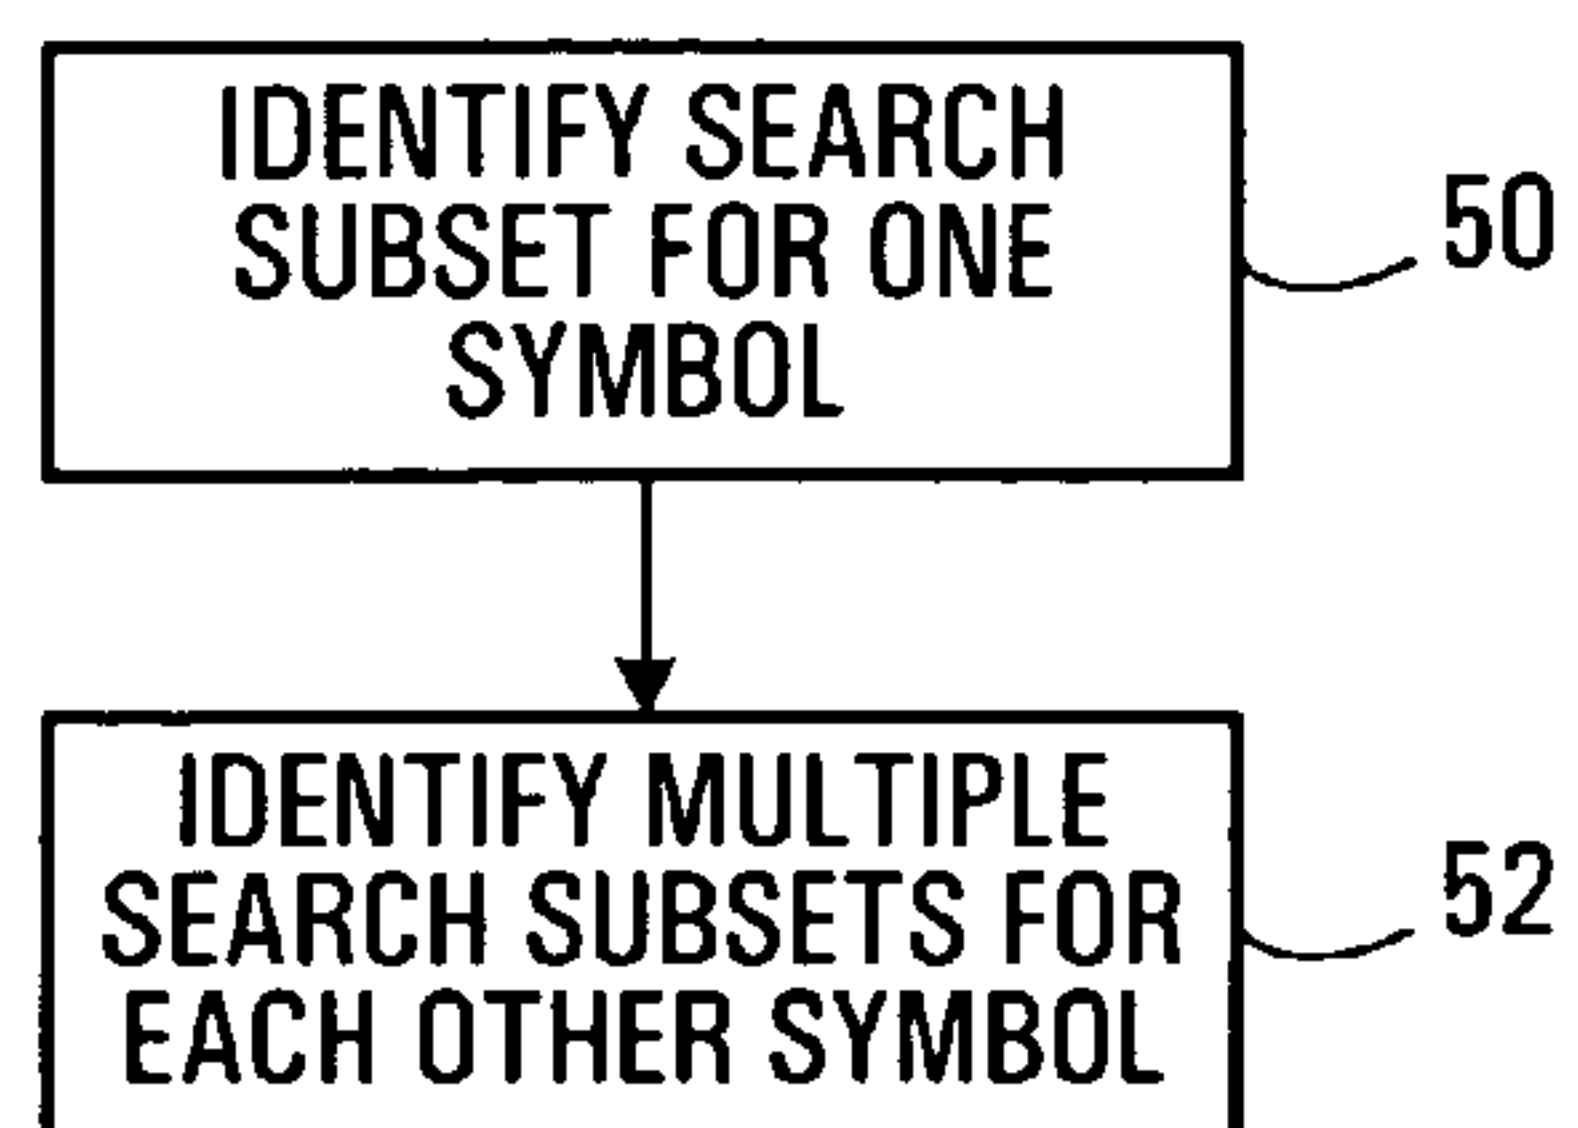 IDENTIFY SEARCH
SUBSET FOR ONE
SYMBOL
50
IDENTIFY MULTIPLE
SEARCH SUBSETS FOR
EACH OTHER SYMBOL
52